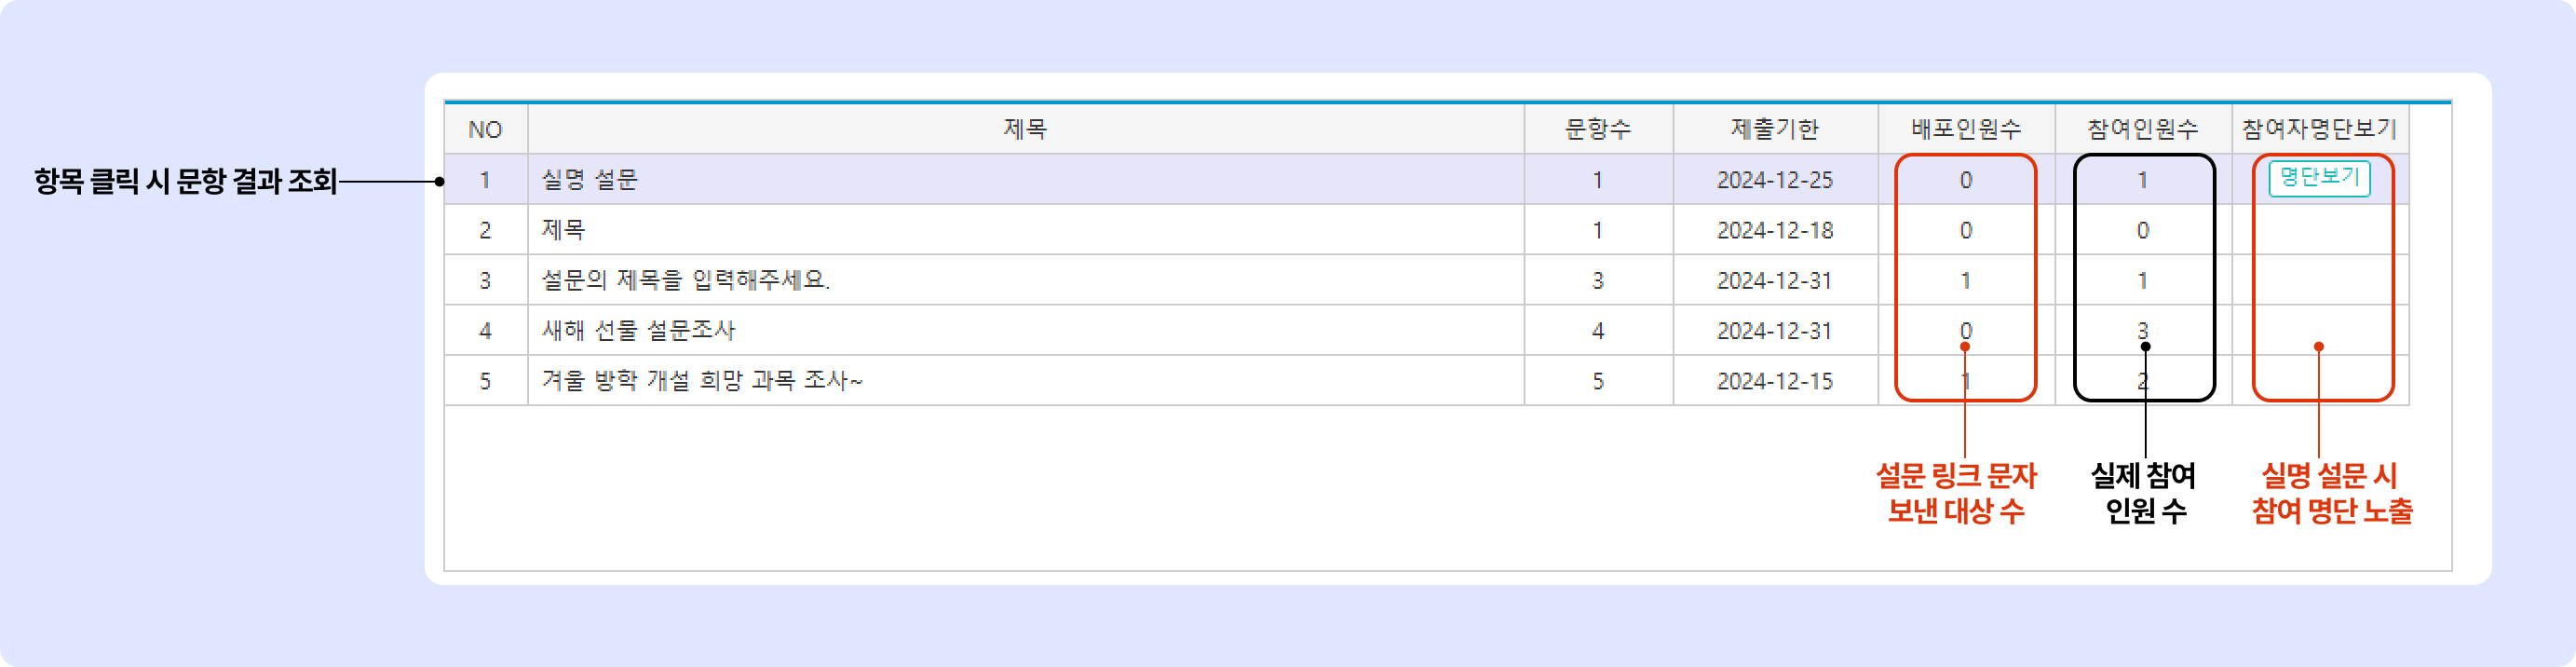 NO 제목 문항수 제출기한 배포인원수 참여인원수 참여자명단보기
항목 클릭 시 문항 결과 조회
1 실명 설문 1 2024-12-25 0 1 명단보기
2 제목 1 2024-12-18 0 0
3 설문의 제목을 입력해주세요. 3 2024-12-31 1 1
4 새해 선물 설문조사 4 2024-12-31 0 3
5 겨울 방학 개설 희망 과목 조사~ 5 2024-12-15 1 2
설문 링크 문자
보낸 대상 수
실제 참여
인원 수
실명 설문 시
참여 명단 노출